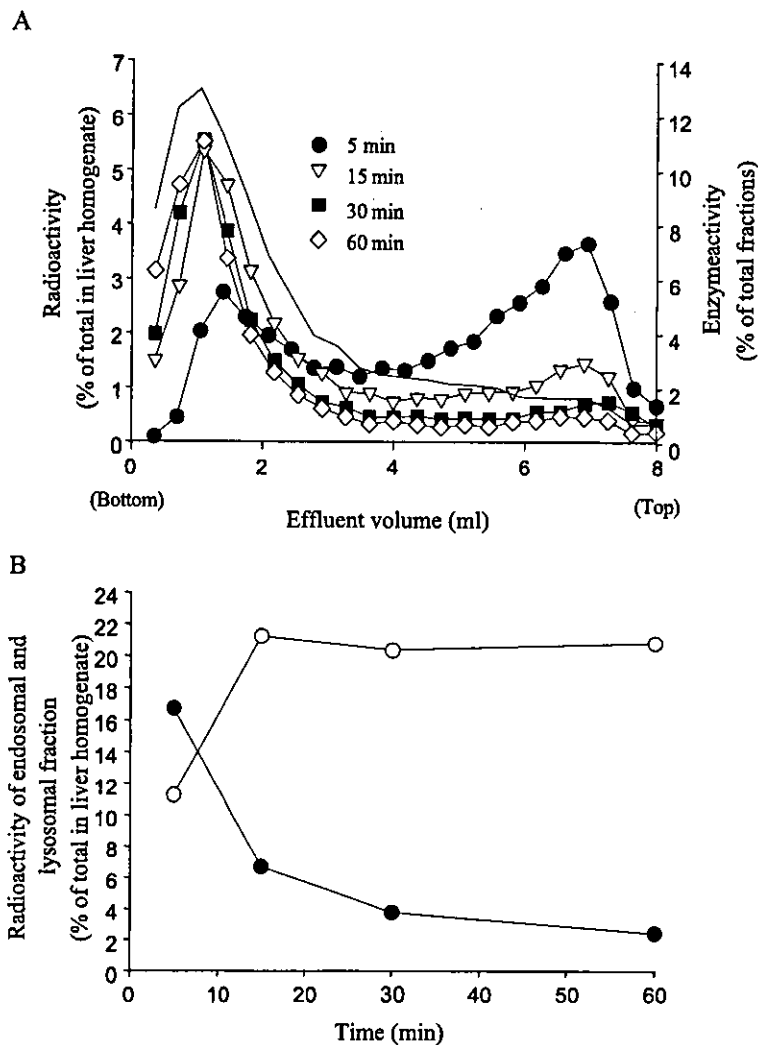 A
7
6
5
4
3
2
1
0
Radioactivity
(% of total in liver homogenate)
5 min
15 min
30 min
60 min
14
12
10
8
6
4
2
0
Enzymeactivity
(% of total fractions)
0 2 4 6 8
(Bottom) (Top)
Effluent volume (ml)
B
24
22
20
18
16
14
12
10
8
6
4
2
0
Radioactivity of endosomal and
lysosomal fraction
(% of total in liver homogenate)
0 10 20 30 40 50 60
Time (min)